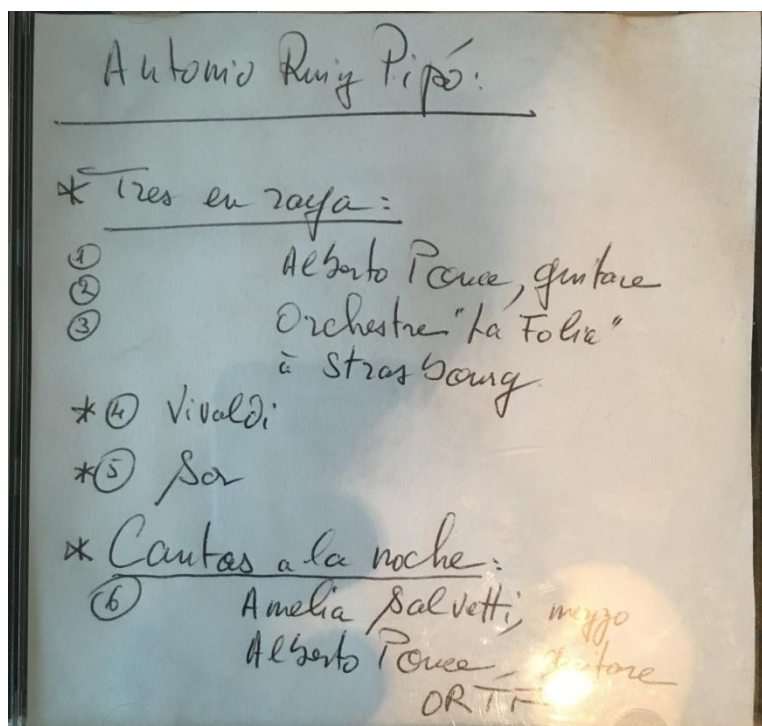 Antonio Ruiz Pipó:
* Tres en raya:
① Alberto Ponce, guitare
② 
③ Orchestre "La Folia"
à Strasbourg
* ④ Vivaldi
* ⑤ Sor
* Cantos a la noche:
⑥ Amelia Salvetti, mezzo
Alberto Ponce, guitare
ORTF